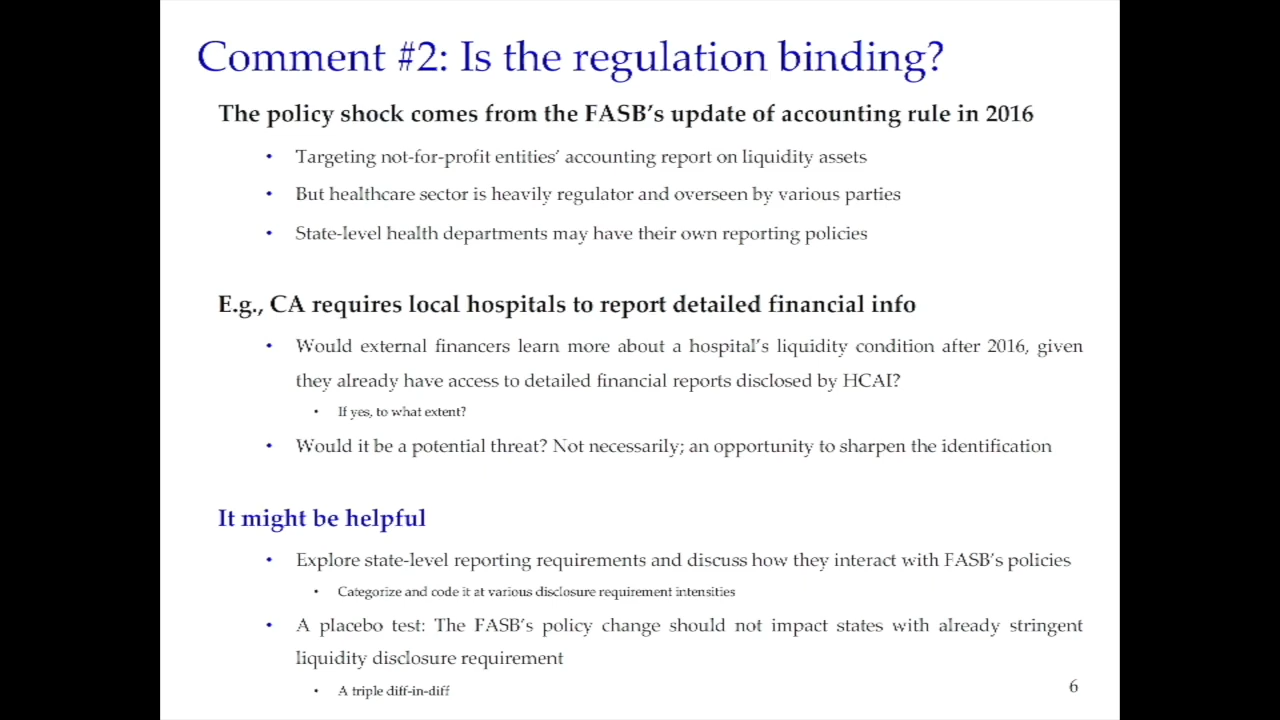 Comment #2: Is the regulation binding?
The policy shock comes from the FASB's update of accounting rule in 2016
• Targeting not-for-profit entities' accounting report on liquidity assets
• But healthcare sector is heavily regulator and overseen by various parties
• State-level health departments may have their own reporting policies
E.g., CA requires local hospitals to report detailed financial info
• Would external financers learn more about a hospital's liquidity condition after 2016, given
they already have access to detailed financial reports disclosed by HCAI?
• If yes, to what extent?
• Would it be a potential threat? Not necessarily; an opportunity to sharpen the identification
It might be helpful
• Explore state-level reporting requirements and discuss how they interact with FASB's policies
• Categorize and code it at various disclosure requirement intensities
• A placebo test: The FASB's policy change should not impact states with already stringent
liquidity disclosure requirement
• A triple diff-in-diff
6